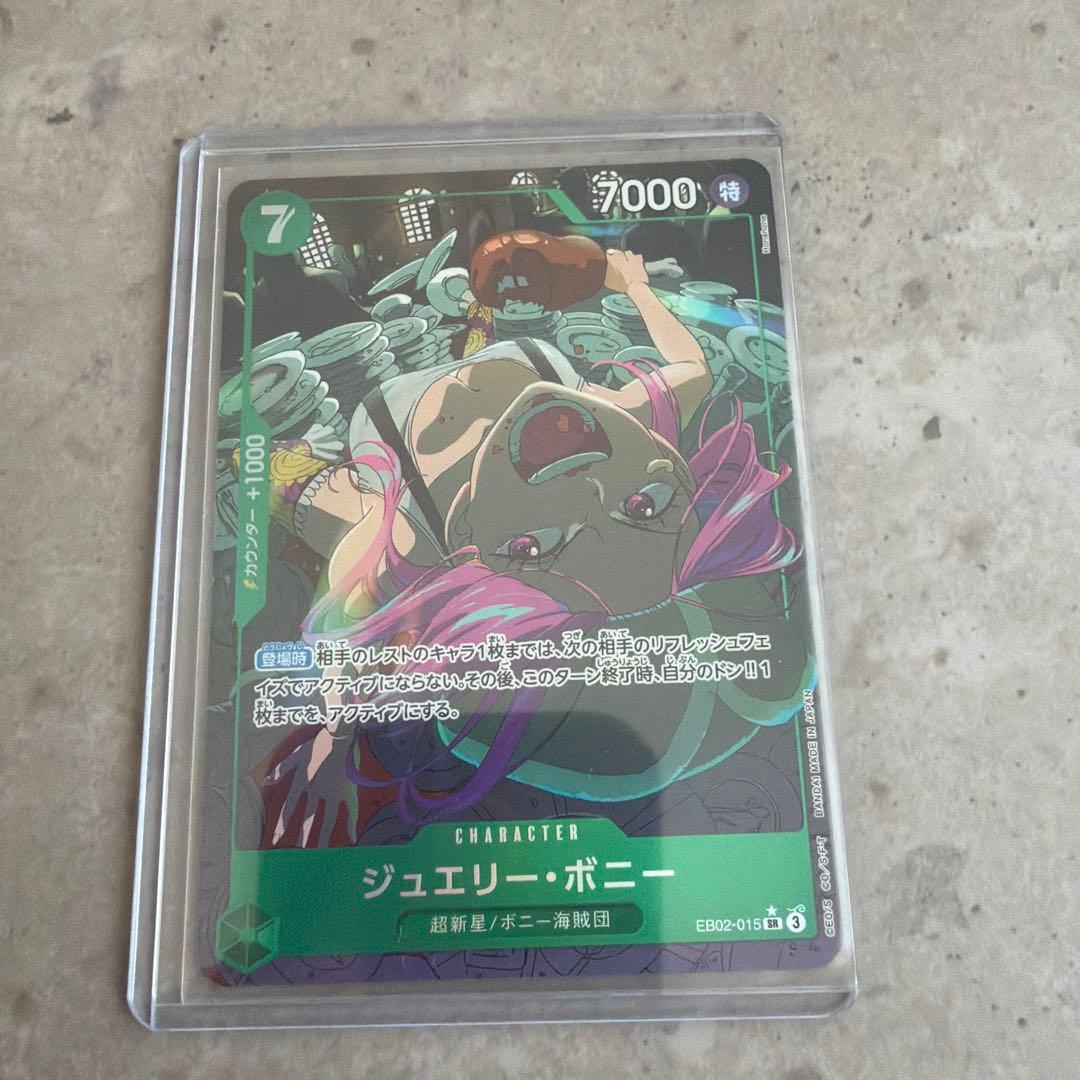 7
7000 特
Hamahone
カウンター +1000
登場時 相手のレストのキャラ1枚までは、次の相手のリフレッシュフェ
イズでアクティブにならない。その後、このターン終了時、自分のドン!!1
枚までを、アクティブにする。
CHARACTER
ジュエリー・ボニー
超新星/ボニー海賊団
EB02-015 SR 3
BANDAI MADE IN JAPAN